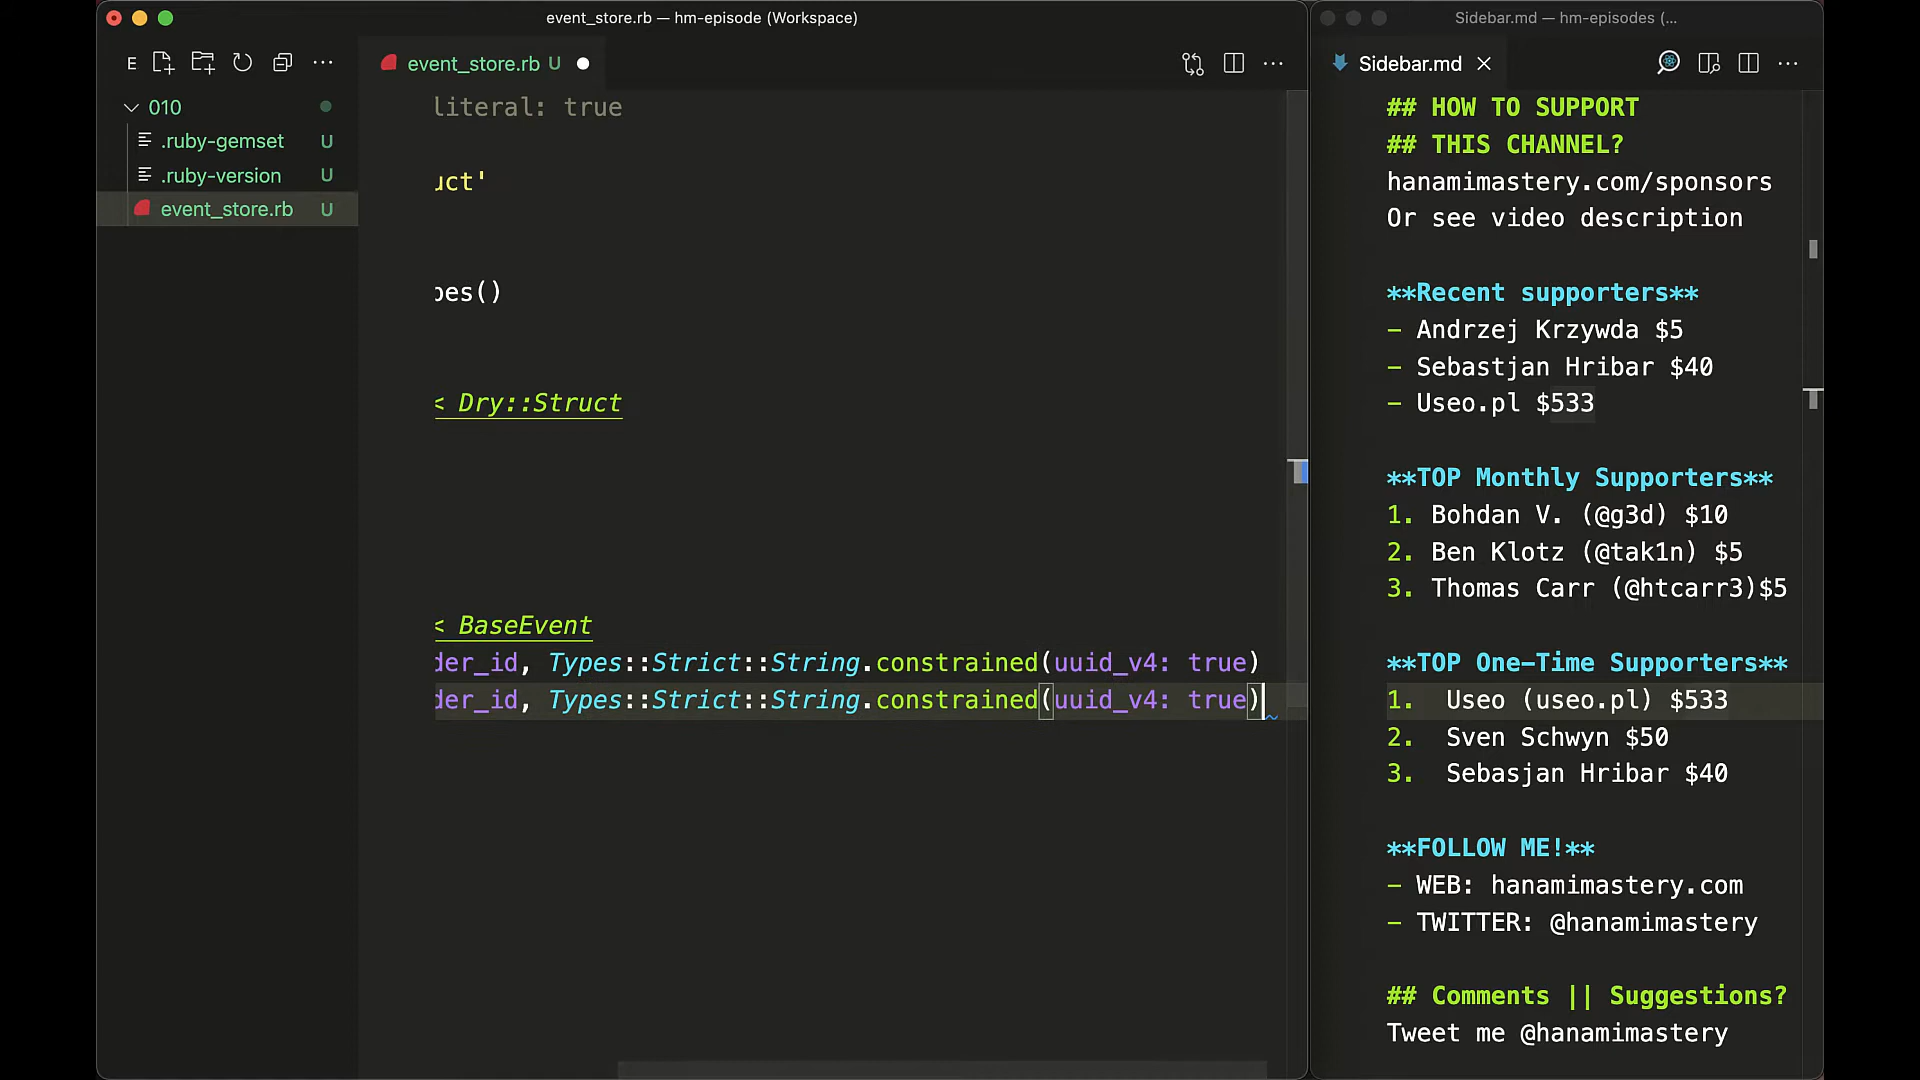 event_store.rb — hm-episode (Workspace)
E
010
.ruby-gemset U
.ruby-version U
event_store.rb U
event_store.rb U
literal: true
uct'
pes()
< Dry::Struct
< BaseEvent
der_id, Types::Strict::String.constrained(uuid_v4: true)
der_id, Types::Strict::String.constrained(uuid_v4: true)
Sidebar.md — hm-episodes (...
Sidebar.md
## HOW TO SUPPORT
## THIS CHANNEL?
hanamimastery.com/sponsors
Or see video description
**Recent supporters**
- Andrzej Krzywda $5
- Sebastjan Hribar $40
- Useo.pl $533
**TOP Monthly Supporters**
1. Bohdan V. (@g3d) $10
2. Ben Klotz (@tak1n) $5
3. Thomas Carr (@htcarr3)$5
**TOP One-Time Supporters**
1. Useo (useo.pl) $533
2. Sven Schwyn $50
3. Sebasjan Hribar $40
**FOLLOW ME!**
- WEB: hanamimastery.com
- TWITTER: @hanamimastery
## Comments || Suggestions?
Tweet me @hanamimastery